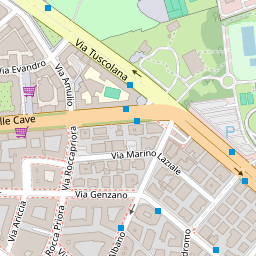 Via Tuscolana
Via Evandro
Via Amulio
lle Cave
P
Via Roccapriora
Via Marino Laziale
Via Genzano
Via Ariccia
Rocca Priora
Albano
dromo